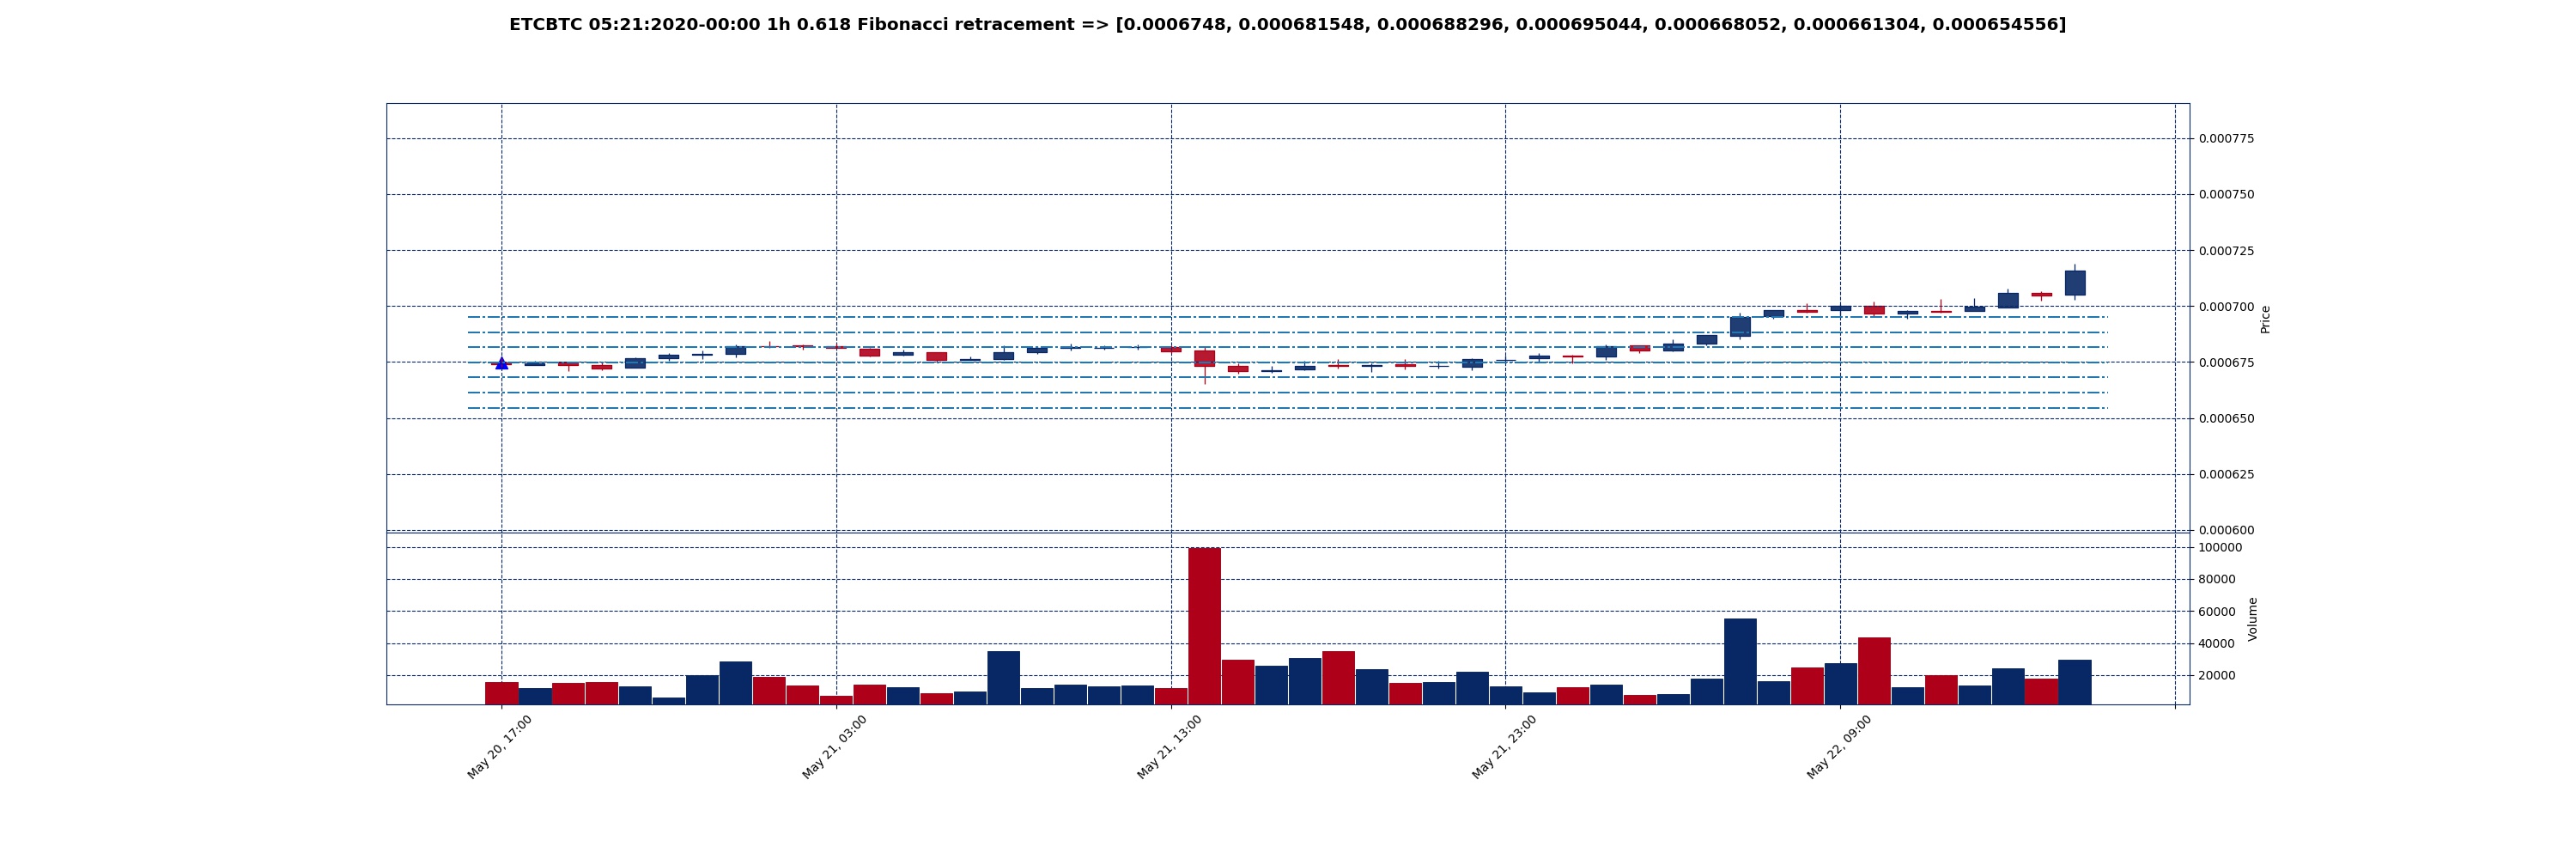 ETCBTC 05:21:2020-00:00 1h 0.618 Fibonacci retracement => [0.0006748, 0.000681548, 0.000688296, 0.000695044, 0.000668052, 0.000661304, 0.000654556]
0.000775
0.000750
0.000725
0.000700
0.000675
0.000650
0.000625
0.000600
Price
100000
80000
60000
40000
20000
Volume
May 20, 17:00
May 21, 03:00
May 21, 13:00
May 21, 23:00
May 22, 09:00